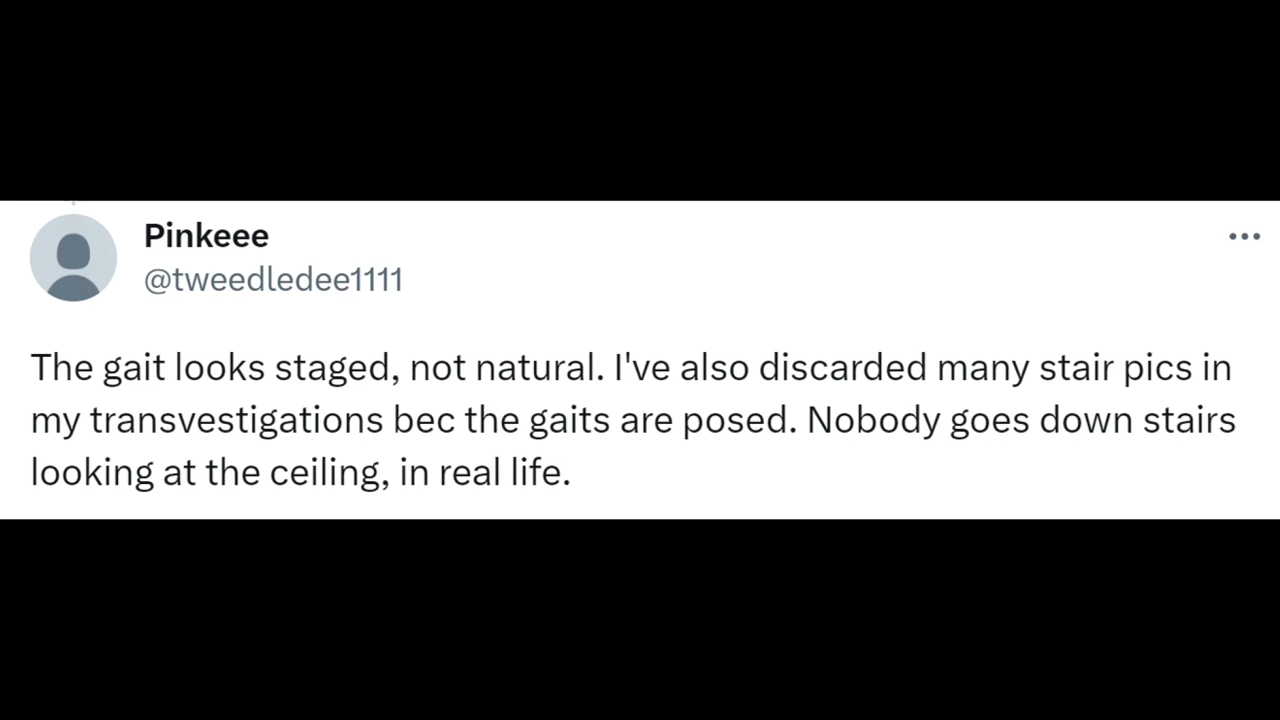 Pinkeee
@tweedledee1111
The gait looks staged, not natural. I've also discarded many stair pics in
my transvestigations bec the gaits are posed. Nobody goes down stairs
looking at the ceiling, in real life.